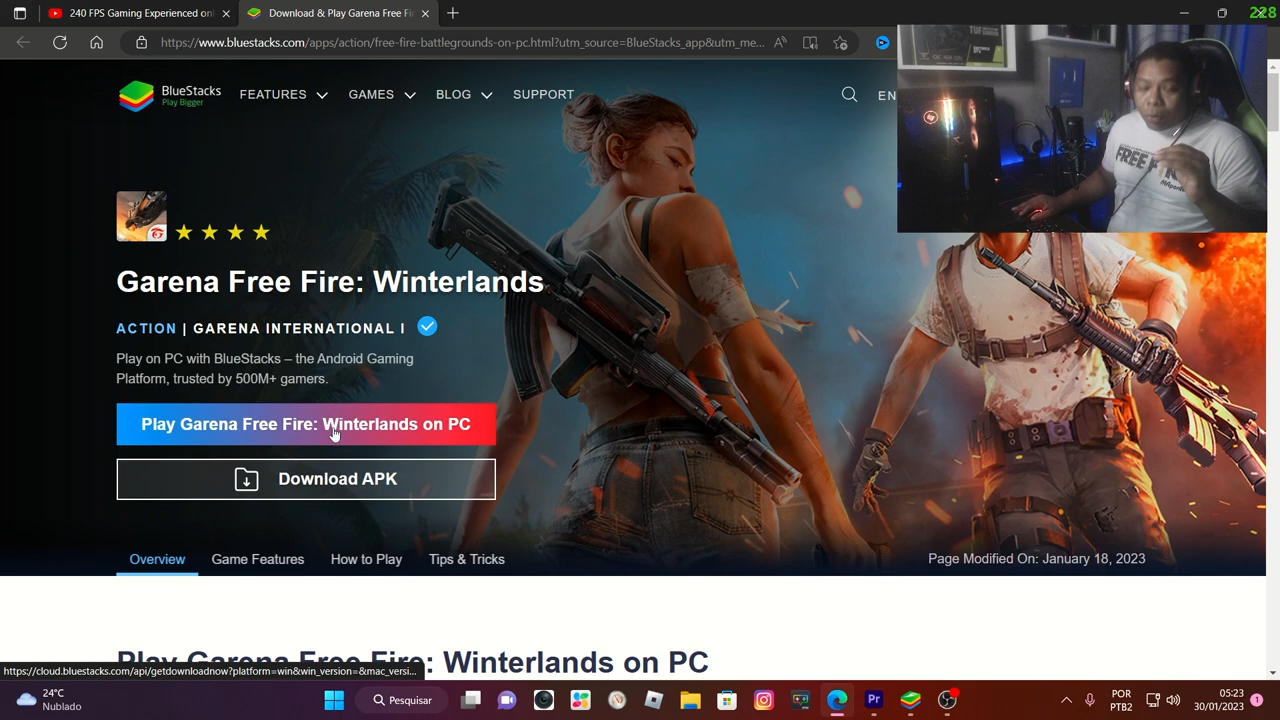 240 FPS Gaming Experienced on
Download & Play Garena Free Fi
228
https://www.bluestacks.com/apps/action/free-fire-battlegrounds-on-pc.html?utm_source=BlueStacks_app&utm_me...
BlueStacks
Play Bigger
FEATURES
GAMES
BLOG
SUPPORT
EN
FREE
Garena Free Fire: Winterlands
ACTION | GARENA INTERNATIONAL I
Play on PC with BlueStacks – the Android Gaming
Platform, trusted by 500M+ gamers.
Play Garena Free Fire: Winterlands on PC
Download APK
Overview
Game Features
How to Play
Tips & Tricks
Page Modified On: January 18, 2023
Play Garena Free Fire: Winterlands on PC
https://cloud.bluestacks.com/api/getdownloadnow?platform=win&win_version=&mac_versi...
24°C
Nublado
Pesquisar
Pr
POR
PTB2
05:23
30/01/2023
1